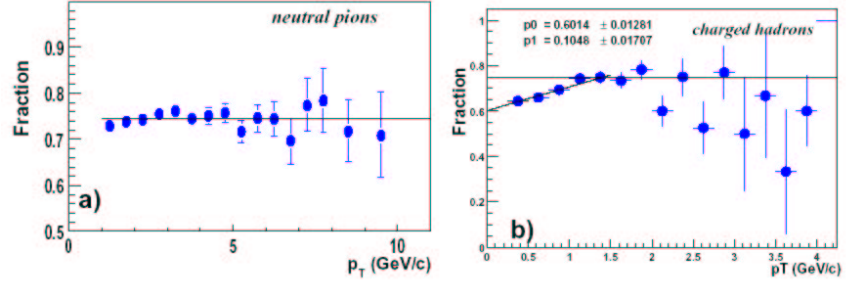 neutral pions
Fraction
0.9
0.8
0.7
0.6
0.5
a)
0
5
10
p_T (GeV/c)
p0 = 0.6014 ± 0.01281
p1 = 0.1048 ± 0.01707
charged hadrons
Fraction
1
0.8
0.6
0.4
0.2
0
b)
0 0.5 1 1.5 2 2.5 3 3.5 4
pT (GeV/c)